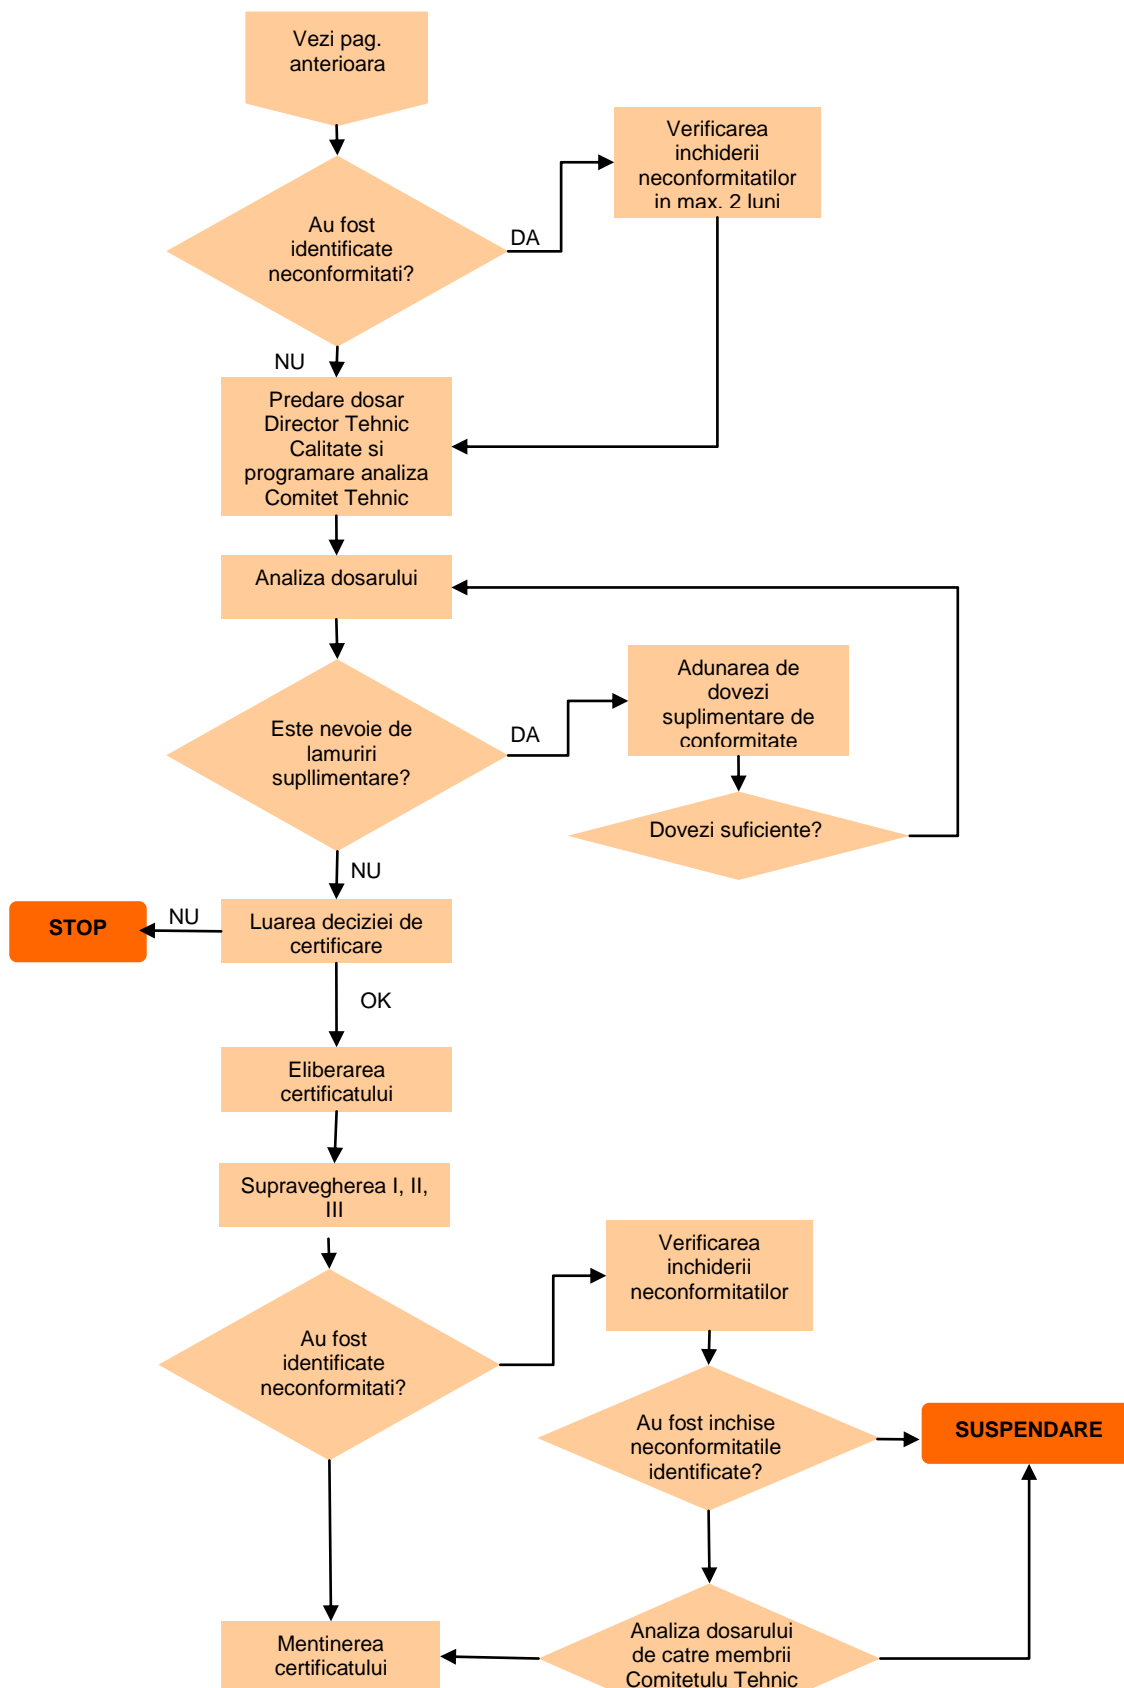 Vezi pag.
anterioara
Verificarea
inchiderii
neconformitatilor
in max. 2 luni
Au fost
identificate
neconformitati?
DA
NU
Predare dosar
Director Tehnic
Calitate si
programare analiza
Comitet Tehnic
Analiza dosarului
Adunarea de
dovezi
suplimentare de
conformitate
Este nevoie de
lamuriri
supllimentare?
DA
Dovezi suficiente?
NU
STOP
NU
Luarea deciziei de
certificare
OK
Eliberarea
certificatului
Supravegherea I, II,
III
Verificarea
inchiderii
neconformitatilor
Au fost
identificate
neconformitati?
Au fost inchise
neconformitatile
identificate?
SUSPENDARE
Mentinerea
certificatului
Analiza dosarului
de catre membrii
Comitetulu Tehnic